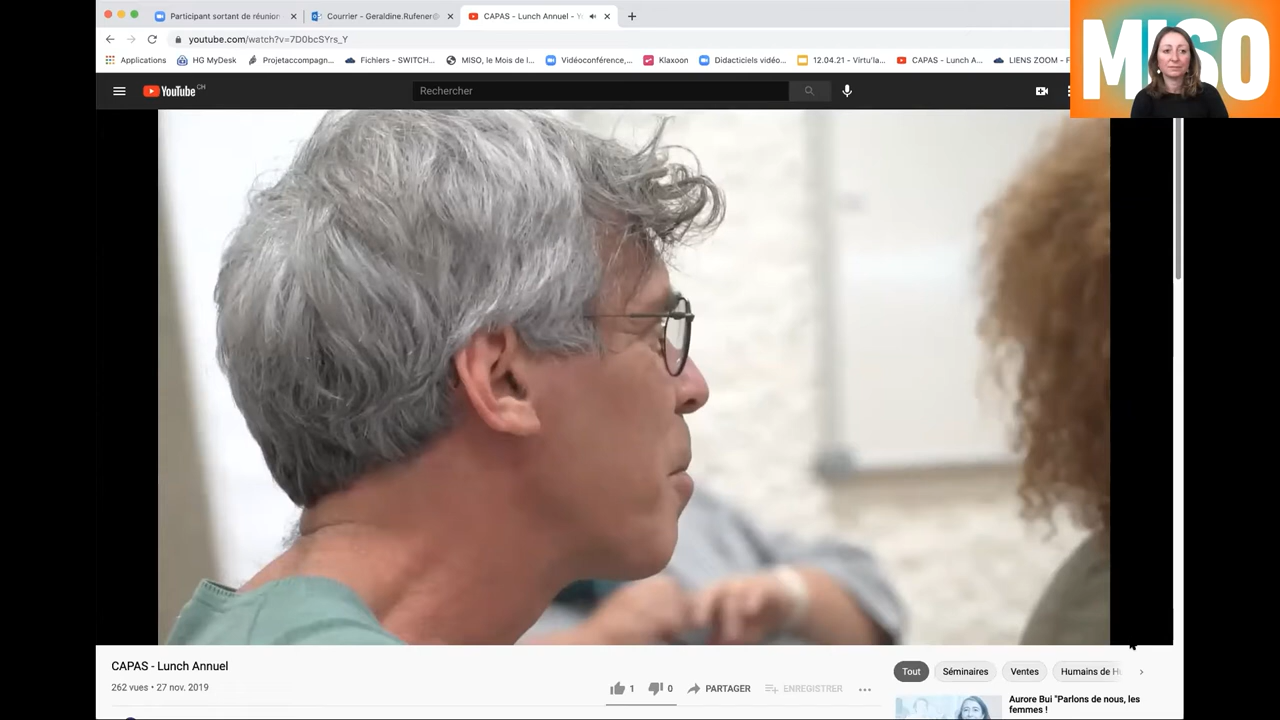 Participant sortant de réunion
Courrier - Geraldine.Rufener@
CAPAS - Lunch Annuel - Y
youtube.com/watch?v=7D0bcSYrs_Y
Applications
HG MyDesk
Projetaccompagn...
Fichiers - SWITCH...
MISO, le Mois de l...
Vidéoconférence,...
Klaxoon
Didacticiels vidéo...
12.04.21 - Virtu'la...
CAPAS - Lunch A...
LIENS ZOOM - F
MISO
YouTube CH
Rechercher
CAPAS - Lunch Annuel
262 vues • 27 nov. 2019
1
0
PARTAGER
ENREGISTRER
Tout
Séminaires
Ventes
Humains de H
Aurore Bui "Parlons de nous, les
femmes !